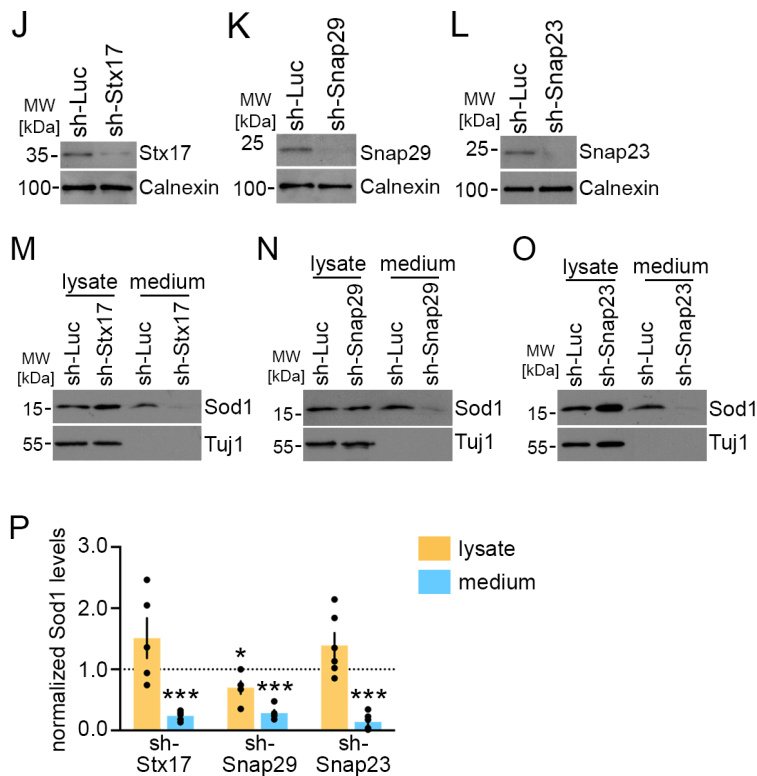 J
MW
[kDa]
sh-Luc
sh-Stx17
35-
Stx17
100-
Calnexin
K
MW
[kDa]
sh-Luc
sh-Snap29
25
Snap29
100-
Calnexin
L
MW
[kDa]
sh-Luc
sh-Snap23
25-
Snap23
100-
Calnexin
M
lysate medium
MW
[kDa]
sh-Luc
sh-Stx17
sh-Luc
sh-Stx17
15-
Sod1
55-
Tuj1
N
lysate medium
MW
[kDa]
sh-Luc
sh-Snap29
sh-Luc
sh-Snap29
15-
Sod1
55-
Tuj1
O
lysate medium
MW
[kDa]
sh-Luc
sh-Snap23
sh-Luc
sh-Snap23
15-
Sod1
55-
Tuj1
P
normalized Sod1 levels
3.0
2.0
1.0
0.0
***
*
***
***
sh-
Stx17
sh-
Snap29
sh-
Snap23
lysate
medium